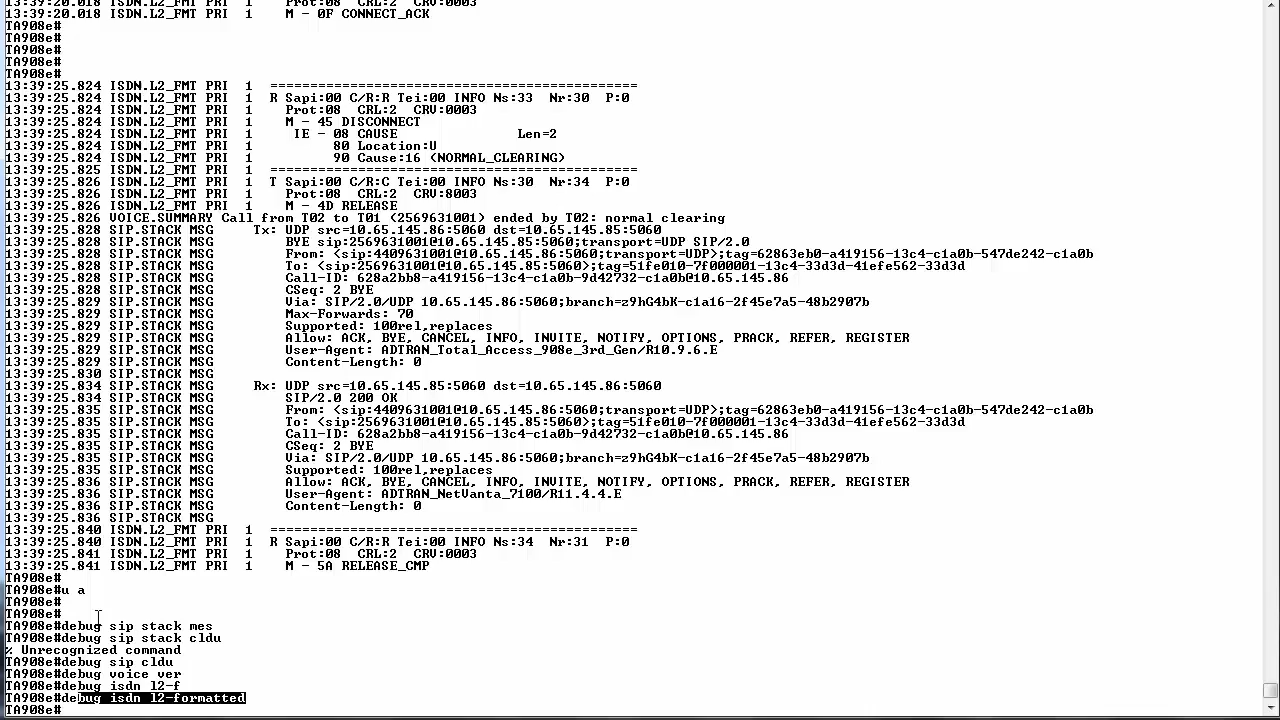 13:39:20.018 ISDN.L2_FMT PRI  1     Prot:08  CRL:2  CRV:0003
13:39:20.018 ISDN.L2_FMT PRI  1     M - 0F CONNECT_ACK
TA908e#
TA908e#
TA908e#
TA908e#
TA908e#
13:39:25.824 ISDN.L2_FMT PRI  1  ==============================================
13:39:25.824 ISDN.L2_FMT PRI  1  R Sapi:00 C/R:R Tei:00 INFO Ns:33  Nr:30  P:0
13:39:25.824 ISDN.L2_FMT PRI  1    Prot:08  CRL:2  CRV:0003
13:39:25.824 ISDN.L2_FMT PRI  1    M - 45 DISCONNECT
13:39:25.824 ISDN.L2_FMT PRI  1     IE - 08 CAUSE               Len=2
13:39:25.824 ISDN.L2_FMT PRI  1          80 Location:U
13:39:25.824 ISDN.L2_FMT PRI  1          90 Cause:16 (NORMAL_CLEARING)
13:39:25.825 ISDN.L2_FMT PRI  1  ==============================================
13:39:25.826 ISDN.L2_FMT PRI  1  T Sapi:00 C/R:C Tei:00 INFO Ns:30  Nr:34  P:0
13:39:25.826 ISDN.L2_FMT PRI  1    Prot:08  CRL:2  CRV:8003
13:39:25.826 ISDN.L2_FMT PRI  1    M - 4D RELEASE
13:39:25.826 VOICE.SUMMARY Call from T02 to T01 (2569631001) ended by T02: normal clearing
13:39:25.828 SIP.STACK MSG     Tx: UDP src=10.65.145.86:5060 dst=10.65.145.85:5060
13:39:25.828 SIP.STACK MSG         BYE sip:2569631001@10.65.145.85:5060;transport=UDP SIP/2.0
13:39:25.828 SIP.STACK MSG         From: <sip:4409631001@10.65.145.86:5060;transport=UDP>;tag=62863eb0-a419156-13c4-c1a0b-547de242-c1a0b
13:39:25.828 SIP.STACK MSG         To: <sip:2569631001@10.65.145.85:5060>;tag=51fe010-7f000001-13c4-33d3d-41efe562-33d3d
13:39:25.828 SIP.STACK MSG         Call-ID: 628a2bb8-a419156-13c4-c1a0b-9d42732-c1a0b@10.65.145.86
13:39:25.829 SIP.STACK MSG         CSeq: 2 BYE
13:39:25.829 SIP.STACK MSG         Via: SIP/2.0/UDP 10.65.145.86:5060;branch=z9hG4bK-c1a16-2f45e7a5-48b2907b
13:39:25.829 SIP.STACK MSG         Max-Forwards: 70
13:39:25.829 SIP.STACK MSG         Supported: 100rel,replaces
13:39:25.829 SIP.STACK MSG         Allow: ACK, BYE, CANCEL, INFO, INVITE, NOTIFY, OPTIONS, PRACK, REFER, REGISTER
13:39:25.829 SIP.STACK MSG         User-Agent: ADTRAN_Total_Access_908e_3rd_Gen/R10.9.6.E
13:39:25.829 SIP.STACK MSG         Content-Length: 0
13:39:25.830 SIP.STACK MSG
13:39:25.834 SIP.STACK MSG     Rx: UDP src=10.65.145.85:5060 dst=10.65.145.86:5060
13:39:25.834 SIP.STACK MSG         SIP/2.0 200 OK
13:39:25.835 SIP.STACK MSG         From: <sip:4409631001@10.65.145.86:5060;transport=UDP>;tag=62863eb0-a419156-13c4-c1a0b-547de242-c1a0b
13:39:25.835 SIP.STACK MSG         To: <sip:2569631001@10.65.145.85:5060>;tag=51fe010-7f000001-13c4-33d3d-41efe562-33d3d
13:39:25.835 SIP.STACK MSG         Call-ID: 628a2bb8-a419156-13c4-c1a0b-9d42732-c1a0b@10.65.145.86
13:39:25.835 SIP.STACK MSG         CSeq: 2 BYE
13:39:25.835 SIP.STACK MSG         Via: SIP/2.0/UDP 10.65.145.86:5060;branch=z9hG4bK-c1a16-2f45e7a5-48b2907b
13:39:25.835 SIP.STACK MSG         Supported: 100rel,replaces
13:39:25.836 SIP.STACK MSG         Allow: ACK, BYE, CANCEL, INFO, INVITE, NOTIFY, OPTIONS, PRACK, REFER, REGISTER
13:39:25.836 SIP.STACK MSG         User-Agent: ADTRAN_NetVanta_7100/R11.4.4.E
13:39:25.836 SIP.STACK MSG         Content-Length: 0
13:39:25.836 SIP.STACK MSG
13:39:25.840 ISDN.L2_FMT PRI  1  ==============================================
13:39:25.840 ISDN.L2_FMT PRI  1  R Sapi:00 C/R:C Tei:00 INFO Ns:34  Nr:31  P:0
13:39:25.841 ISDN.L2_FMT PRI  1    Prot:08  CRL:2  CRV:0003
13:39:25.841 ISDN.L2_FMT PRI  1    M - 5A RELEASE_CMP
TA908e#
TA908e#u a
TA908e#
TA908e#
TA908e#debug sip stack mes
TA908e#debug sip stack cldu
% Unrecognized command
TA908e#debug sip cldu
TA908e#debug voice ver
TA908e#debug isdn l2-f
TA908e#debug isdn l2-formatted
TA908e#